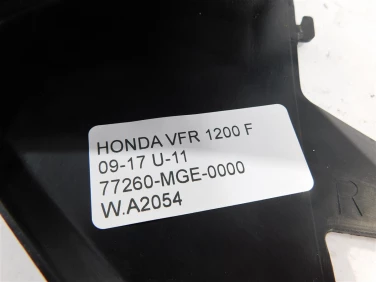 HONDA VFR 1200 F
09-17 U-11
77260-MGE-0000
W.A2054
R